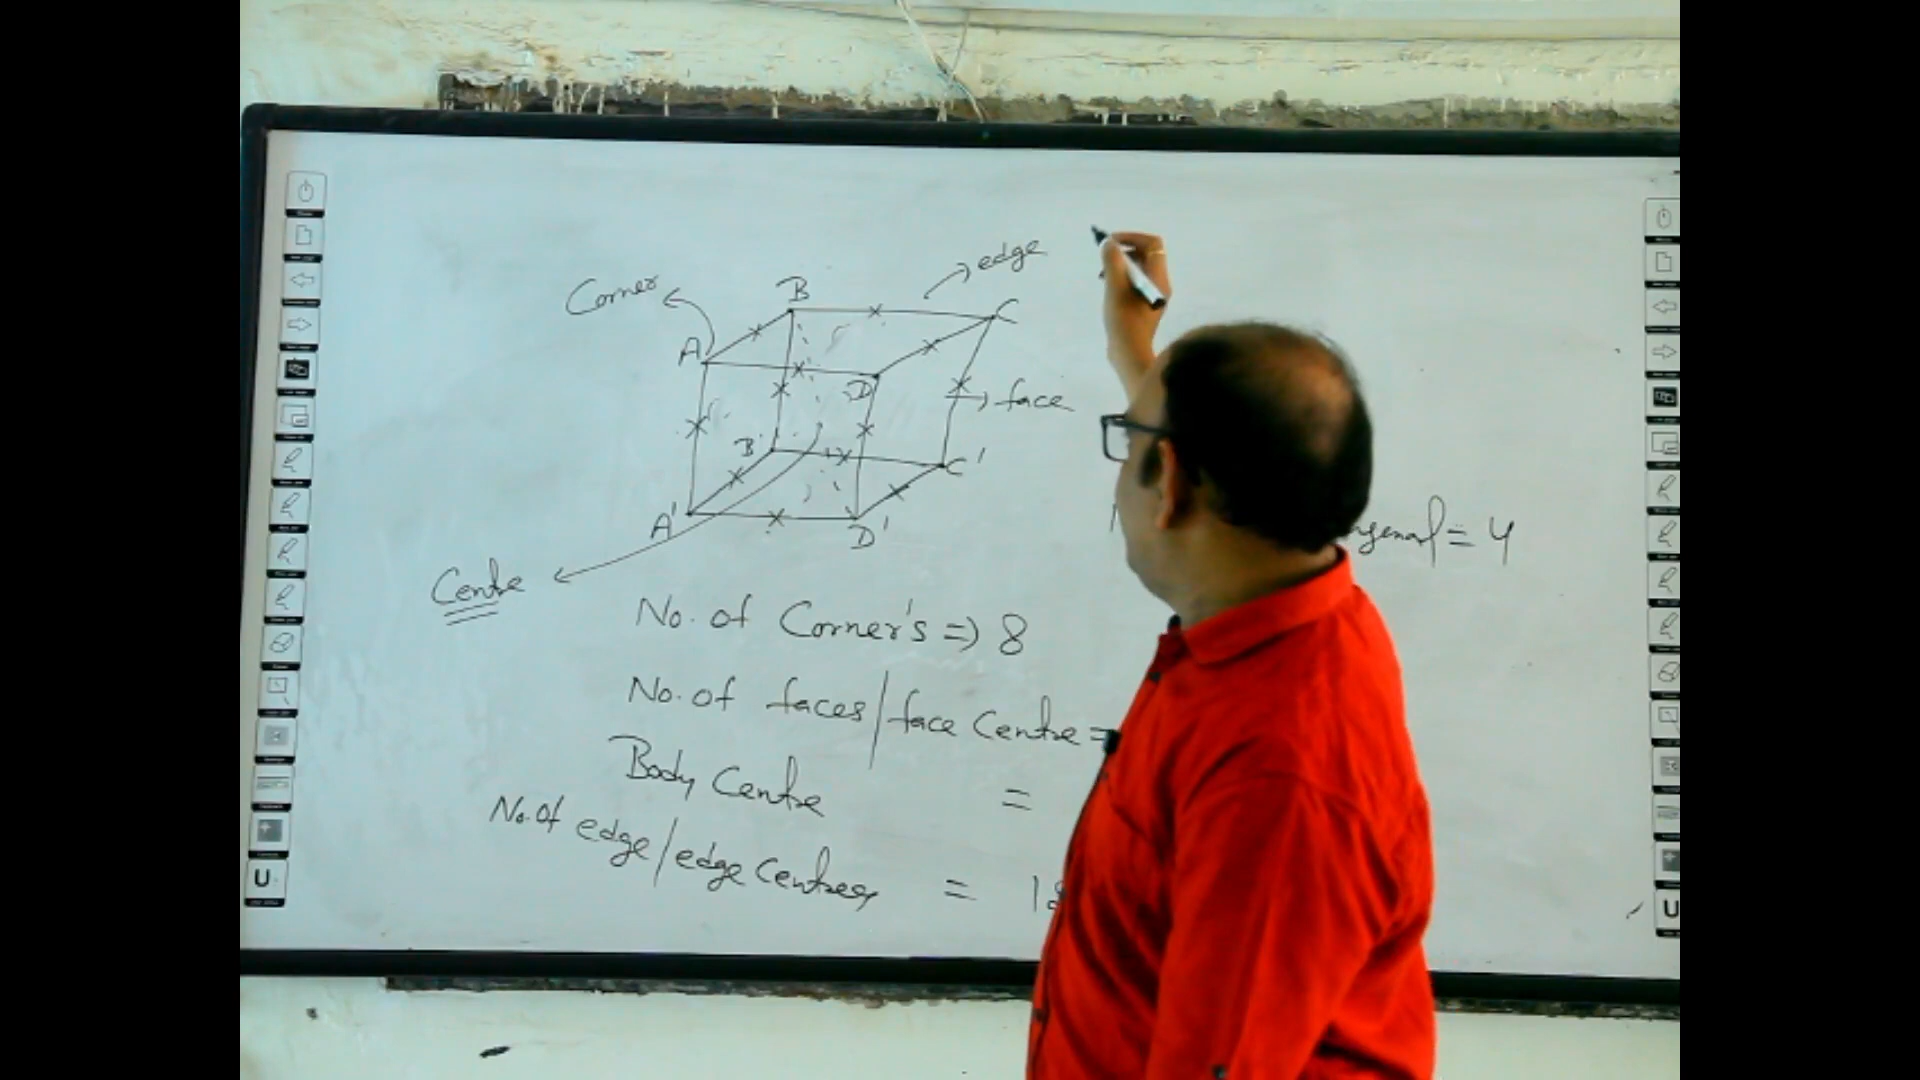 edge
Corner
B
C
A
D
face
B'
C'
A'
D'
Centre
= 4
No. of Corner's => 8
No. of faces/face Centre =
Body Centre =
No. of edge/edge Centres =
U
U